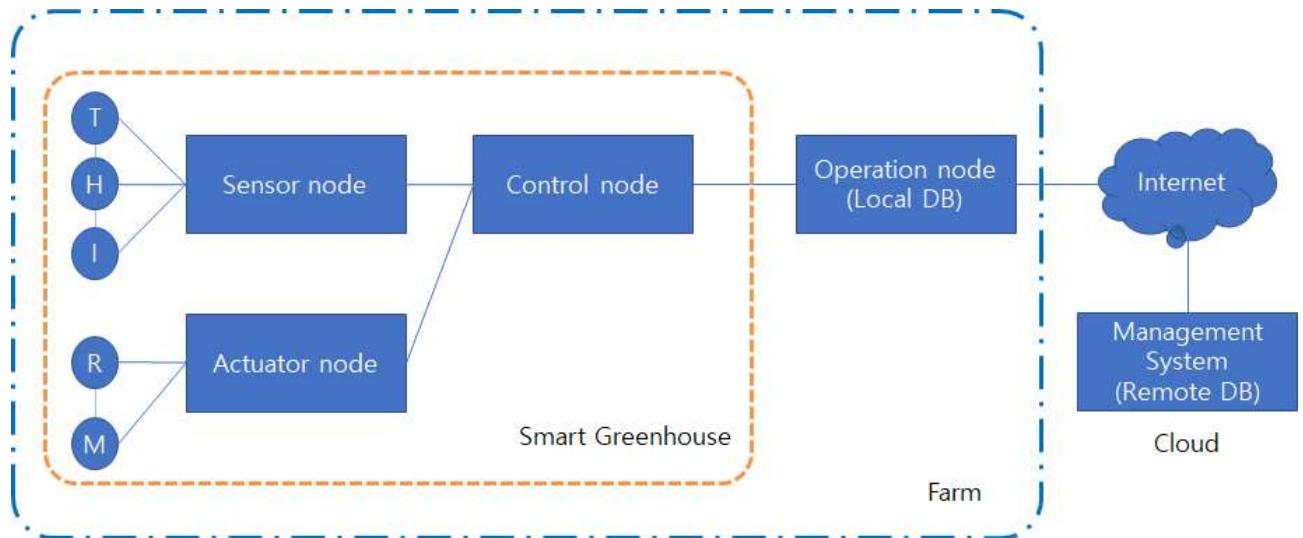 T
H
I
Sensor node
Control node
Operation node
(Local DB)
Internet
R
M
Actuator node
Management
System
(Remote DB)
Smart Greenhouse
Cloud
Farm